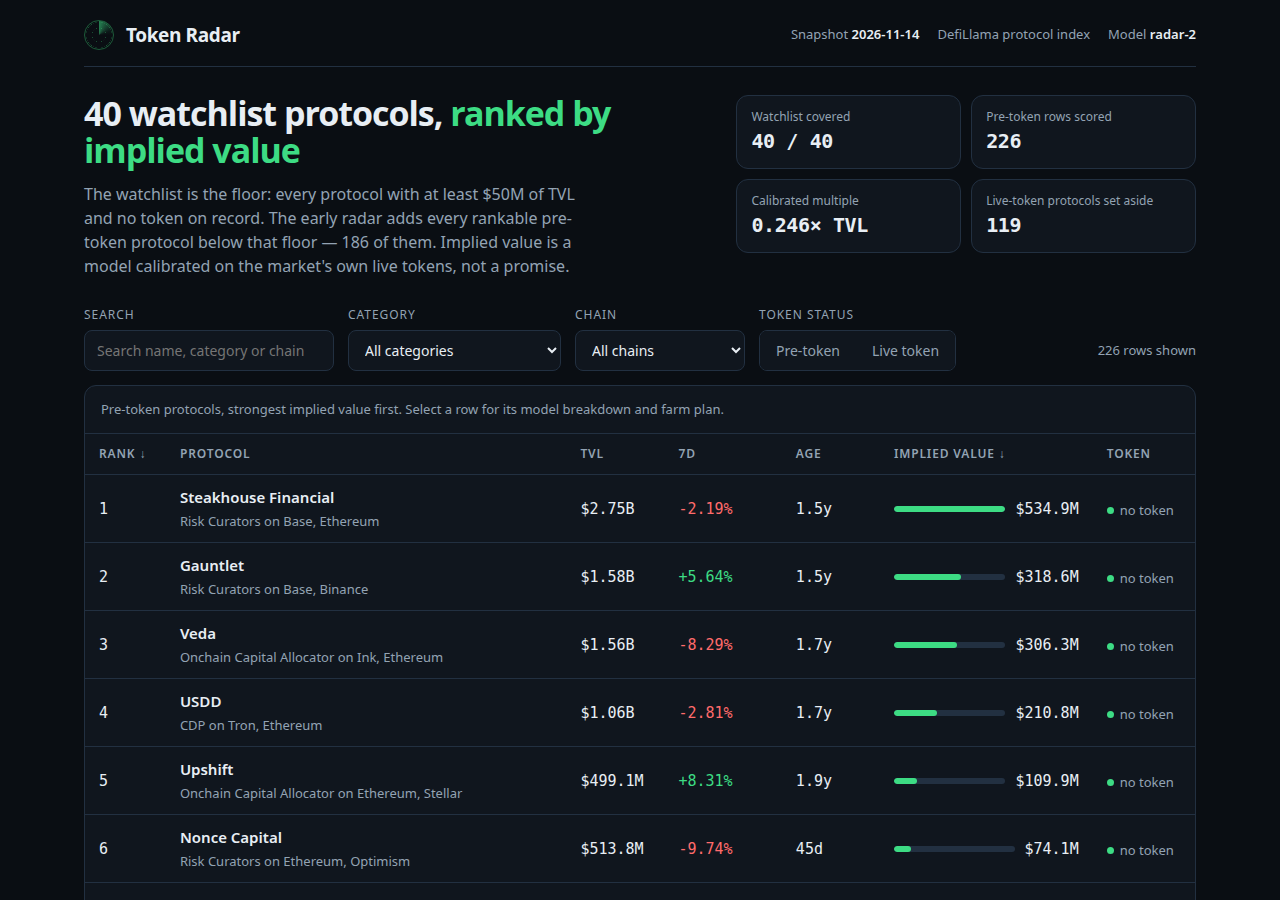 Token Radar
Snapshot 2026-11-14 DefiLlama protocol index Model radar-2
40 watchlist protocols, ranked by
implied value
The watchlist is the floor: every protocol with at least $50M of TVL
and no token on record. The early radar adds every rankable pre-
token protocol below that floor — 186 of them. Implied value is a
model calibrated on the market's own live tokens, not a promise.
Watchlist covered
40 / 40
Pre-token rows scored
226
Calibrated multiple
0.246× TVL
Live-token protocols set aside
119
SEARCH
Search name, category or chain
CATEGORY
All categories
CHAIN
All chains
TOKEN STATUS
Pre-token Live token
226 rows shown
Pre-token protocols, strongest implied value first. Select a row for its model breakdown and farm plan.
RANK ↓ PROTOCOL TVL 7D AGE IMPLIED VALUE ↓ TOKEN
1 Steakhouse Financial $2.75B -2.19% 1.5y $534.9M no token
Risk Curators on Base, Ethereum
2 Gauntlet $1.58B +5.64% 1.5y $318.6M no token
Risk Curators on Base, Binance
3 Veda $1.56B -8.29% 1.7y $306.3M no token
Onchain Capital Allocator on Ink, Ethereum
4 USDD $1.06B -2.81% 1.7y $210.8M no token
CDP on Tron, Ethereum
5 Upshift $499.1M +8.31% 1.9y $109.9M no token
Onchain Capital Allocator on Ethereum, Stellar
6 Nonce Capital $513.8M -9.74% 45d $74.1M no token
Risk Curators on Ethereum, Optimism